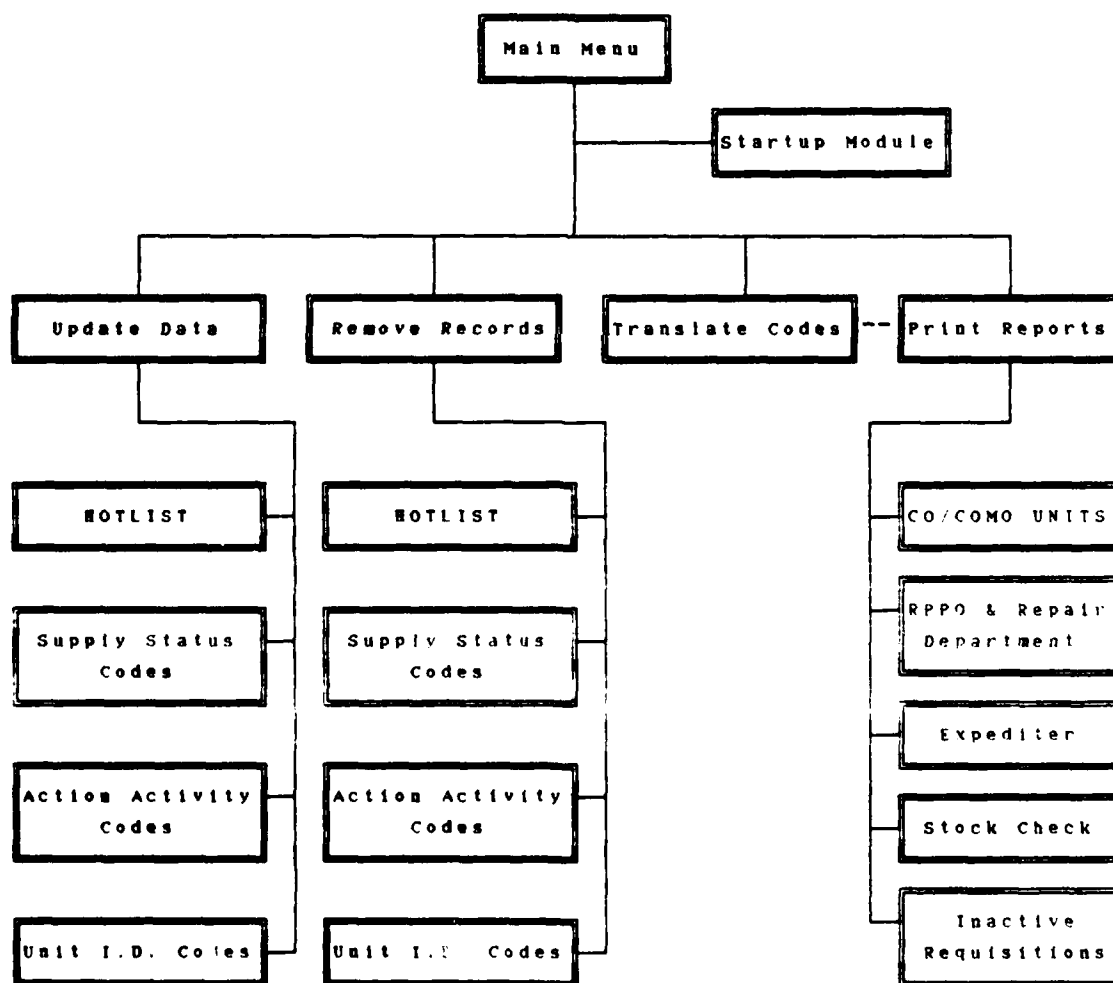 Main Menu
Startup Module
Update Data
Remove Records
Translate Codes
Print Reports
HOTLIST
Supply Status
Codes
Action Activity
Codes
Unit I.D. Codes
HOTLIST
Supply Status
Codes
Action Activity
Codes
Unit I.D. Codes
CO/COMO UNITS
RPPO & Repair
Department
Expediter
Stock Check
Inactive
Requisitions